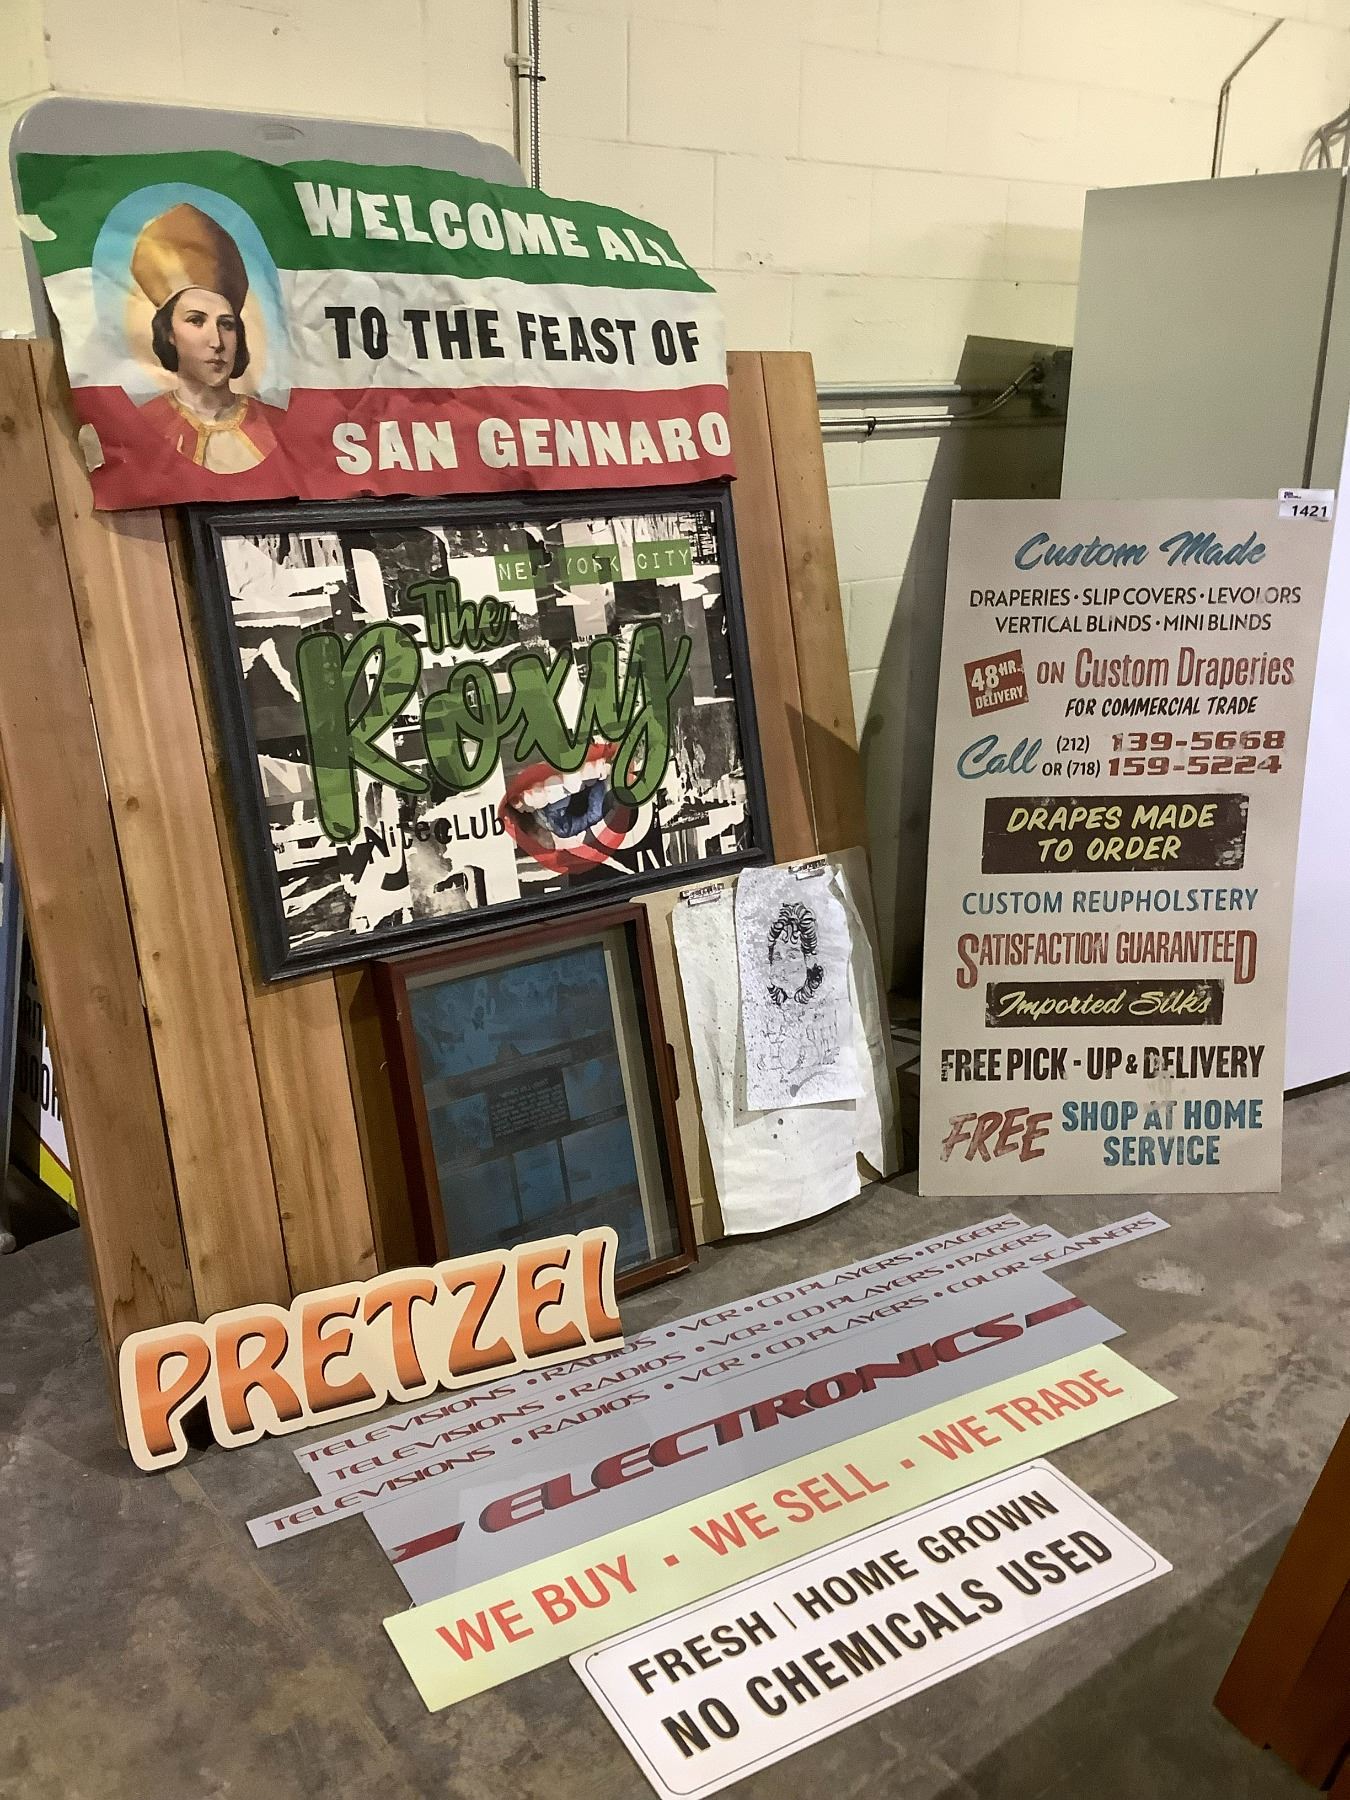 WELCOME ALL
TO THE FEAST OF
SAN GENNARO
NEW YORK CITY
The
Roxy
NiteCLUb
1421
Custom Made
DRAPERIES · SLIP COVERS · LEVOLORS
VERTICAL BLINDS · MINI BLINDS
48 HR. DELIVERY ON Custom Draperies
FOR COMMERCIAL TRADE
Call (212) 139-5668
OR (718) 159-5224
DRAPES MADE
TO ORDER
CUSTOM REUPHOLSTERY
SATISFACTION GUARANTEED
Imported Silks
FREE PICK - UP & DELIVERY
FREE SHOP AT HOME
SERVICE
PRETZEL
TELEVISIONS • RADIOS • VCR • CD PLAYERS • PAGERS
TELEVISIONS • RADIOS • VCR • CD PLAYERS • PAGERS
TELEVISIONS • RADIOS • VCR • CD PLAYERS • COLOR SCANNERS
ELECTRONICS
WE BUY · WE SELL · WE TRADE
FRESH | HOME GROWN
NO CHEMICALS USED